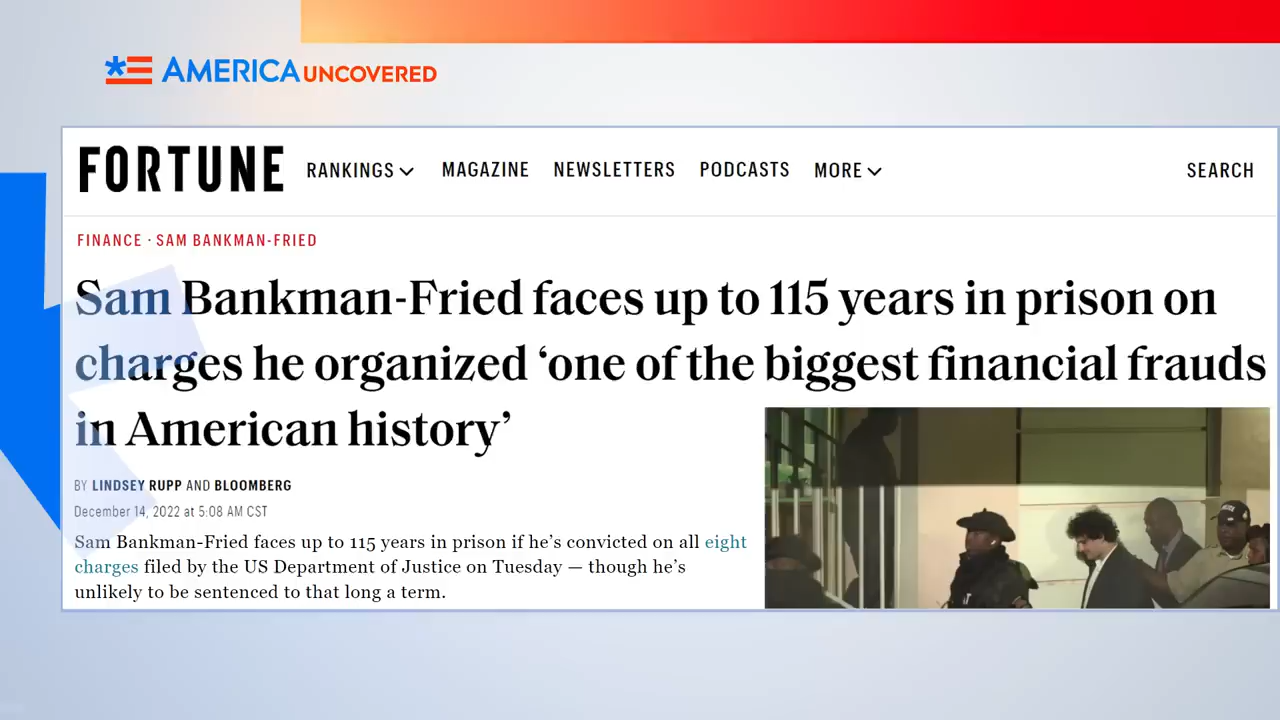 AMERICA UNCOVERED
FORTUNE RANKINGS MAGAZINE NEWSLETTERS PODCASTS MORE SEARCH
FINANCE · SAM BANKMAN-FRIED
Sam Bankman-Fried faces up to 115 years in prison on
charges he organized ‘one of the biggest financial frauds
in American history’
BY LINDSEY RUPP AND BLOOMBERG
December 14, 2022 at 5:08 AM CST
Sam Bankman-Fried faces up to 115 years in prison if he’s convicted on all eight
charges filed by the US Department of Justice on Tuesday — though he’s
unlikely to be sentenced to that long a term.